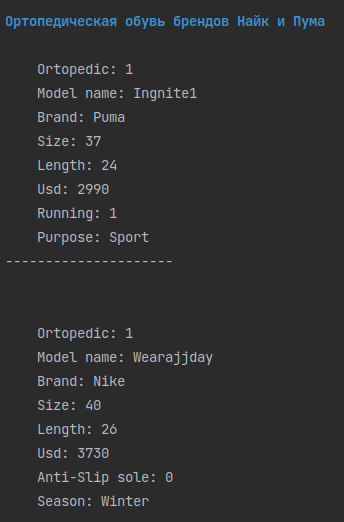 Ортопедическая обувь брендов Найк и Пума
Ortopedic: 1
Model name: Ingnite1
Brand: Puma
Size: 37
Length: 24
Usd: 2990
Running: 1
Purpose: Sport
---------------------
Ortopedic: 1
Model name: Wearajjday
Brand: Nike
Size: 40
Length: 26
Usd: 3730
Anti-Slip sole: 0
Season: Winter